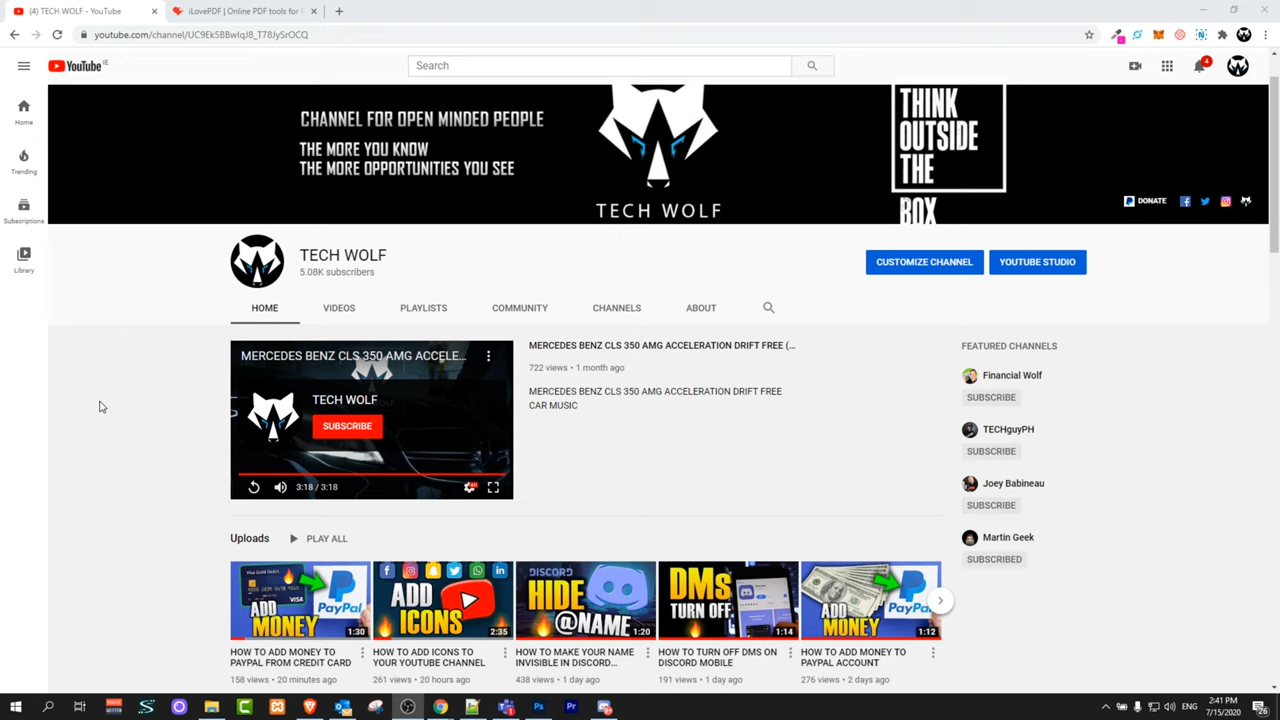 (4) TECH WOLF - YouTube
iLovePDF | Online PDF tools for P
youtube.com/channel/UC9Ek5BBwIqJ8_T78JySrOCQ
YouTube IE
Search
4
Home
Trending
Subscriptions
Library
CHANNEL FOR OPEN MINDED PEOPLE
THE MORE YOU KNOW
THE MORE OPPORTUNITIES YOU SEE
TECH WOLF
THINK
OUTSIDE
THE
BOX
DONATE
TECH WOLF
5.08K subscribers
CUSTOMIZE CHANNEL
YOUTUBE STUDIO
HOME VIDEOS PLAYLISTS COMMUNITY CHANNELS ABOUT
MERCEDES BENZ CLS 350 AMG ACCELE...
TECH WOLF
SUBSCRIBE
3:18 / 3:18
MERCEDES BENZ CLS 350 AMG ACCELERATION DRIFT FREE (...
722 views • 1 month ago
MERCEDES BENZ CLS 350 AMG ACCELERATION DRIFT FREE
CAR MUSIC
FEATURED CHANNELS
Financial Wolf
SUBSCRIBE
TECHguyPH
SUBSCRIBE
Joey Babineau
SUBSCRIBE
Martin Geek
SUBSCRIBED
Uploads
PLAY ALL
VISA
PayPal
ADD
MONEY
1:30
HOW TO ADD MONEY TO
PAYPAL FROM CREDIT CARD
158 views • 20 minutes ago
ADD
ICONS
2:35
HOW TO ADD ICONS TO
YOUR YOUTUBE CHANNEL
261 views • 20 hours ago
DISCORD
HIDE
@NAME
1:20
HOW TO MAKE YOUR NAME
INVISIBLE IN DISCORD...
438 views • 1 day ago
DMs
TURN OFF
1:14
HOW TO TURN OFF DMS ON
DISCORD MOBILE
191 views • 1 day ago
PayPal
ADD
MONEY
1:12
HOW TO ADD MONEY TO
PAYPAL ACCOUNT
276 views • 2 days ago
ENG
2:41 PM
7/15/2020
26